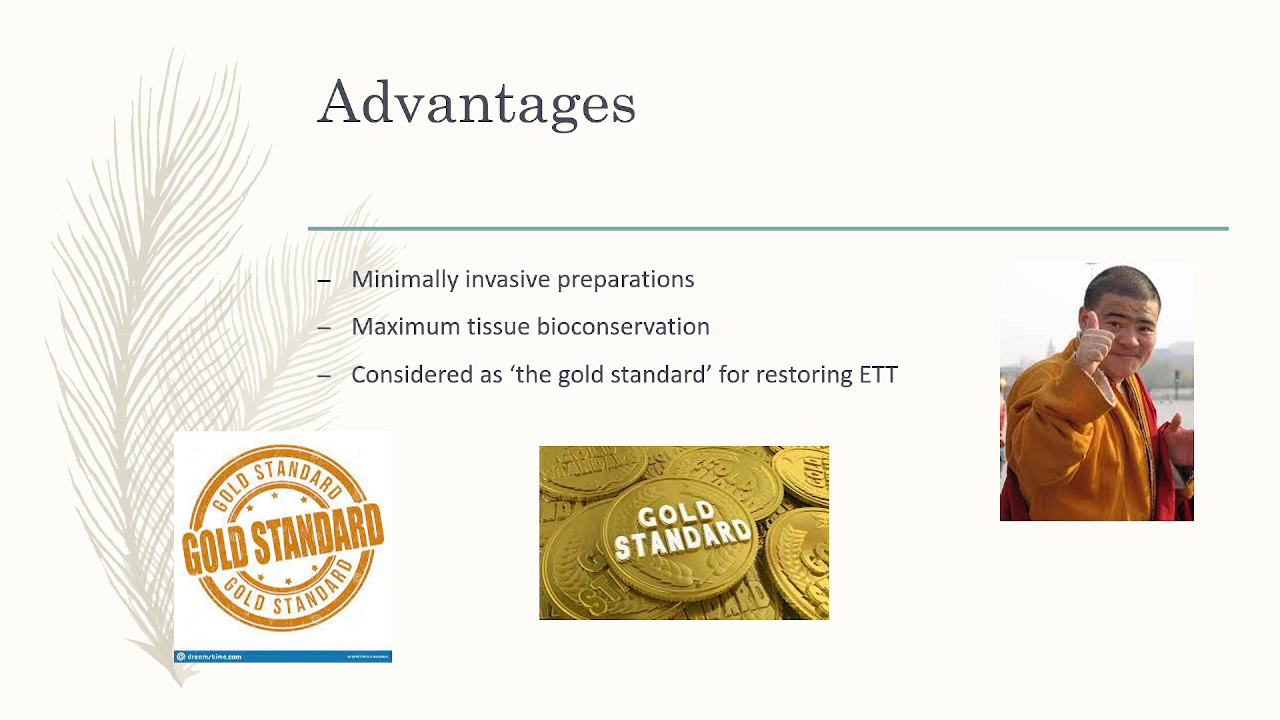 Advantages
– Minimally invasive preparations
– Maximum tissue bioconservation
– Considered as ‘the gold standard’ for restoring ETT
GOLD STANDARD
GOLD STANDARD
GOLD STANDARD
dreamstime.com
GOLD
STANDARD